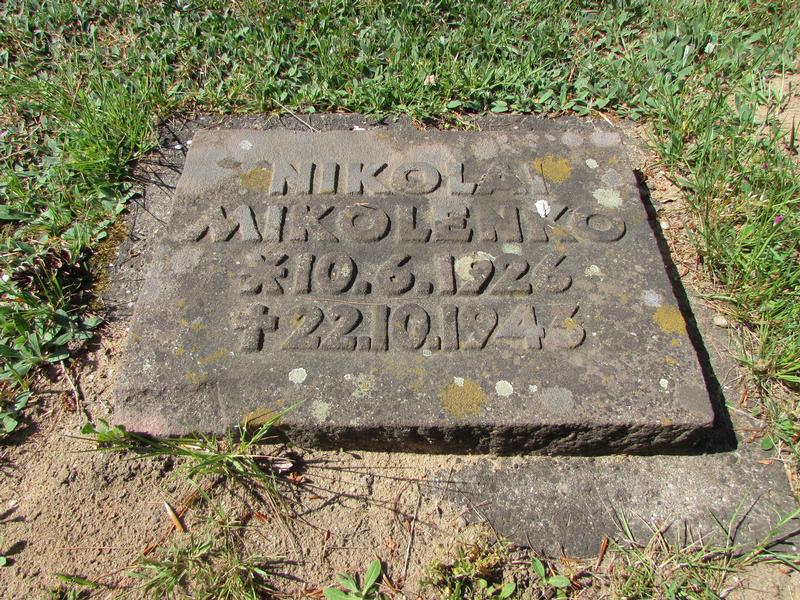 NIKOLAI
MIKOLENKO
* 10.6.1926
† 22.10.1943